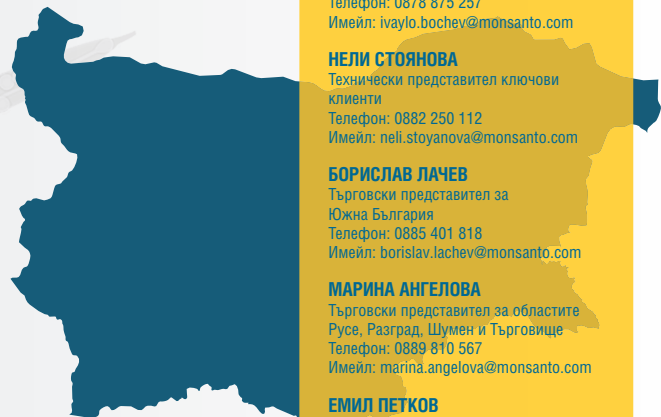 Телефон: 0878 875 257
Имейл: ivaylo.bochev@monsanto.com
НЕЛИ СТОЯНОВА
Технически представител ключови
клиенти
Телефон: 0882 250 112
Имейл: neli.stoyanova@monsanto.com
БОРИСЛАВ ЛАЧЕВ
Търговски представител за
Южна България
Телефон: 0885 401 818
Имейл: borislav.lachev@monsanto.com
МАРИНА АНГЕЛОВА
Търговски представител за областите
Русе, Разград, Шумен и Търговище
Телефон: 0889 810 567
Имейл: marina.angelova@monsanto.com
ЕМИЛ ПЕТКОВ